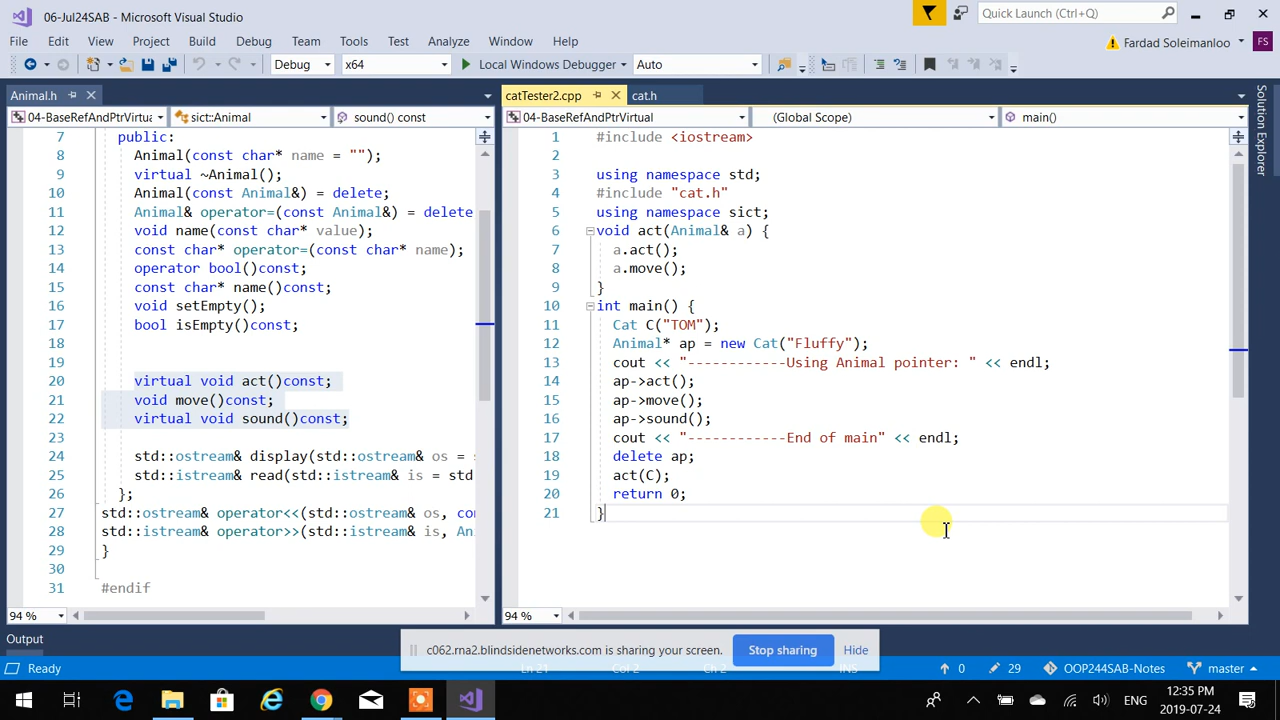 06-Jul24SAB - Microsoft Visual Studio
Quick Launch (Ctrl+Q)
File Edit View Project Build Debug Team Tools Test Analyze Window Help
Fardad Soleimanloo FS
Debug x64 Local Windows Debugger Auto
Animal.h
04-BaseRefAndPtrVirtua sict::Animal sound() const
7 public:
8 Animal(const char* name = "");
9 virtual ~Animal();
10 Animal(const Animal&) = delete;
11 Animal& operator=(const Animal&) = delete
12 void name(const char* value);
13 const char* operator=(const char* name);
14 operator bool()const;
15 const char* name()const;
16 void setEmpty();
17 bool isEmpty()const;
18
19
20 virtual void act()const;
21 void move()const;
22 virtual void sound()const;
23
24 std::ostream& display(std::ostream& os = s
25 std::istream& read(std::istream& is = std
26 };
27 std::ostream& operator<<(std::ostream& os, con
28 std::istream& operator>>(std::istream& is, An
29 }
30
31 #endif
94 %
catTester2.cpp cat.h
04-BaseRefAndPtrVirtual (Global Scope) main()
1 #include <iostream>
2
3 using namespace std;
4 #include "cat.h"
5 using namespace sict;
6 void act(Animal& a) {
7 a.act();
8 a.move();
9 }
10 int main() {
11 Cat C("TOM");
12 Animal* ap = new Cat("Fluffy");
13 cout << "------------Using Animal pointer: " << endl;
14 ap->act();
15 ap->move();
16 ap->sound();
17 cout << "------------End of main" << endl;
18 delete ap;
19 act(C);
20 return 0;
21 }
94 %
Solution Explorer
Output
c062.rna2.blindsidenetworks.com is sharing your screen. Stop sharing Hide
Ready Ln 21 Col 2 Ch 2 INS 0 29 OOP244SAB-Notes master
ENG 12:35 PM
2019-07-24